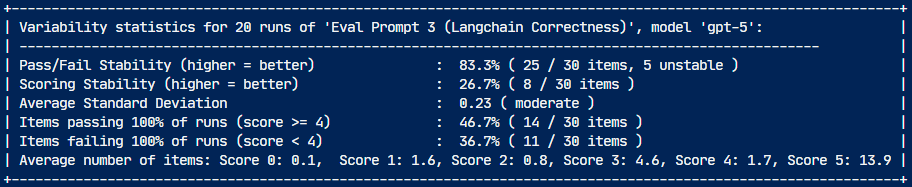 Variability statistics for 20 runs of 'Eval Prompt 3 (Langchain Correctness)', model 'gpt-5':
Pass/Fail Stability (higher = better) : 83.3% ( 25 / 30 items, 5 unstable )
Scoring Stability (higher = better) : 26.7% ( 8 / 30 items )
Average Standard Deviation : 0.23 ( moderate )
Items passing 100% of runs (score >= 4) : 46.7% ( 14 / 30 items )
Items failing 100% of runs (score < 4) : 36.7% ( 11 / 30 items )
Average number of items: Score 0: 0.1, Score 1: 1.6, Score 2: 0.8, Score 3: 4.6, Score 4: 1.7, Score 5: 13.9